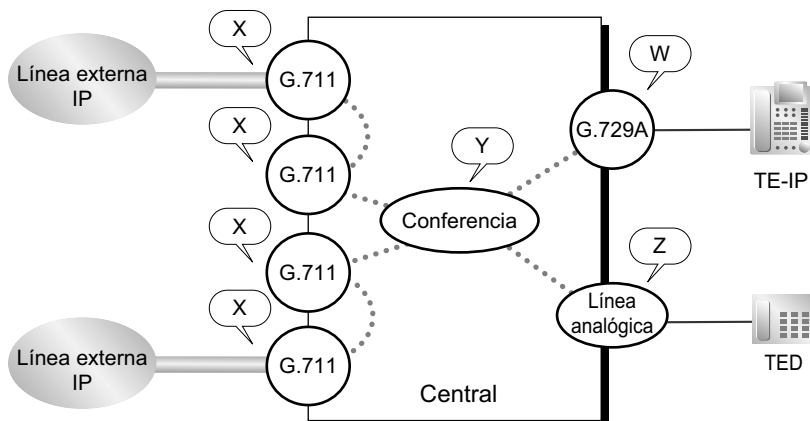 X
Línea externa
IP
G.711
W
X
G.729A
G.711
Y
TE-IP
Conferencia
X
Z
G.711
Línea
analógica
X
Línea externa
IP
G.711
TED
Central